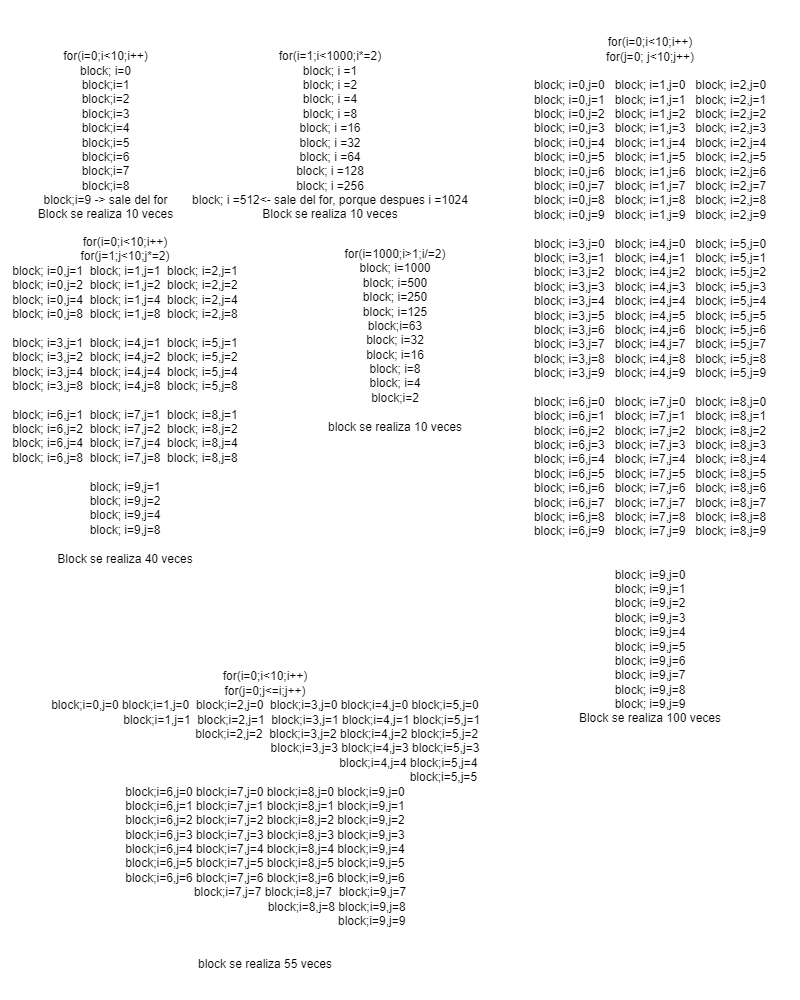 for(i=0;i<10;i++)
block; i=0
block;i=1
block;i=2
block;i=3
block;i=4
block;i=5
block;i=6
block;i=7
block;i=8
block;i=9 -> sale del for
Block se realiza 10 veces
for(i=1;i<1000;i*=2)
block; i =1
block; i =2
block; i =4
block; i =8
block; i =16
block; i =32
block; i =64
block; i =128
block; i =256
block; i =512<- sale del for, porque despues i =1024
Block se realiza 10 veces
for(i=0;i<10;i++)
for(j=0; j<10;j++)
block; i=0,j=0 block; i=1,j=0 block; i=2,j=0
block; i=0,j=1 block; i=1,j=1 block; i=2,j=1
block; i=0,j=2 block; i=1,j=2 block; i=2,j=2
block; i=0,j=3 block; i=1,j=3 block; i=2,j=3
block; i=0,j=4 block; i=1,j=4 block; i=2,j=4
block; i=0,j=5 block; i=1,j=5 block; i=2,j=5
block; i=0,j=6 block; i=1,j=6 block; i=2,j=6
block; i=0,j=7 block; i=1,j=7 block; i=2,j=7
block; i=0,j=8 block; i=1,j=8 block; i=2,j=8
block; i=0,j=9 block; i=1,j=9 block; i=2,j=9
block; i=3,j=0 block; i=4,j=0 block; i=5,j=0
block; i=3,j=1 block; i=4,j=1 block; i=5,j=1
block; i=3,j=2 block; i=4,j=2 block; i=5,j=2
block; i=3,j=3 block; i=4,j=3 block; i=5,j=3
block; i=3,j=4 block; i=4,j=4 block; i=5,j=4
block; i=3,j=5 block; i=4,j=5 block; i=5,j=5
block; i=3,j=6 block; i=4,j=6 block; i=5,j=6
block; i=3,j=7 block; i=4,j=7 block; i=5,j=7
block; i=3,j=8 block; i=4,j=8 block; i=5,j=8
block; i=3,j=9 block; i=4,j=9 block; i=5,j=9
block; i=6,j=0 block; i=7,j=0 block; i=8,j=0
block; i=6,j=1 block; i=7,j=1 block; i=8,j=1
block; i=6,j=2 block; i=7,j=2 block; i=8,j=2
block; i=6,j=3 block; i=7,j=3 block; i=8,j=3
block; i=6,j=4 block; i=7,j=4 block; i=8,j=4
block; i=6,j=5 block; i=7,j=5 block; i=8,j=5
block; i=6,j=6 block; i=7,j=6 block; i=8,j=6
block; i=6,j=7 block; i=7,j=7 block; i=8,j=7
block; i=6,j=8 block; i=7,j=8 block; i=8,j=8
block; i=6,j=9 block; i=7,j=9 block; i=8,j=9
block; i=9,j=0
block; i=9,j=1
block; i=9,j=2
block; i=9,j=3
block; i=9,j=4
block; i=9,j=5
block; i=9,j=6
block; i=9,j=7
block; i=9,j=8
block; i=9,j=9
Block se realiza 100 veces
for(i=0;i<10;i++)
for(j=1;j<10;j*=2)
block; i=0,j=1 block; i=1,j=1 block; i=2,j=1
block; i=0,j=2 block; i=1,j=2 block; i=2,j=2
block; i=0,j=4 block; i=1,j=4 block; i=2,j=4
block; i=0,j=8 block; i=1,j=8 block; i=2,j=8
block; i=3,j=1 block; i=4,j=1 block; i=5,j=1
block; i=3,j=2 block; i=4,j=2 block; i=5,j=2
block; i=3,j=4 block; i=4,j=4 block; i=5,j=4
block; i=3,j=8 block; i=4,j=8 block; i=5,j=8
block; i=6,j=1 block; i=7,j=1 block; i=8,j=1
block; i=6,j=2 block; i=7,j=2 block; i=8,j=2
block; i=6,j=4 block; i=7,j=4 block; i=8,j=4
block; i=6,j=8 block; i=7,j=8 block; i=8,j=8
block; i=9,j=1
block; i=9,j=2
block; i=9,j=4
block; i=9,j=8
Block se realiza 40 veces
for(i=1000;i>1;i/=2)
block; i=1000
block; i=500
block; i=250
block; i=125
block;i=63
block; i=32
block; i=16
block; i=8
block; i=4
block;i=2
block se realiza 10 veces
for(i=0;i<10;i++)
for(j=0;j<=i;j++)
block;i=0,j=0 block;i=1,j=0 block;i=2,j=0 block;i=3,j=0 block;i=4,j=0 block;i=5,j=0
block;i=1,j=1 block;i=2,j=1 block;i=3,j=1 block;i=4,j=1 block;i=5,j=1
block;i=2,j=2 block;i=3,j=2 block;i=4,j=2 block;i=5,j=2
block;i=3,j=3 block;i=4,j=3 block;i=5,j=3
block;i=4,j=4 block;i=5,j=4
block;i=5,j=5
block;i=6,j=0 block;i=7,j=0 block;i=8,j=0 block;i=9,j=0
block;i=6,j=1 block;i=7,j=1 block;i=8,j=1 block;i=9,j=1
block;i=6,j=2 block;i=7,j=2 block;i=8,j=2 block;i=9,j=2
block;i=6,j=3 block;i=7,j=3 block;i=8,j=3 block;i=9,j=3
block;i=6,j=4 block;i=7,j=4 block;i=8,j=4 block;i=9,j=4
block;i=6,j=5 block;i=7,j=5 block;i=8,j=5 block;i=9,j=5
block;i=6,j=6 block;i=7,j=6 block;i=8,j=6 block;i=9,j=6
block;i=7,j=7 block;i=8,j=7 block;i=9,j=7
block;i=8,j=8 block;i=9,j=8
block;i=9,j=9
block se realiza 55 veces